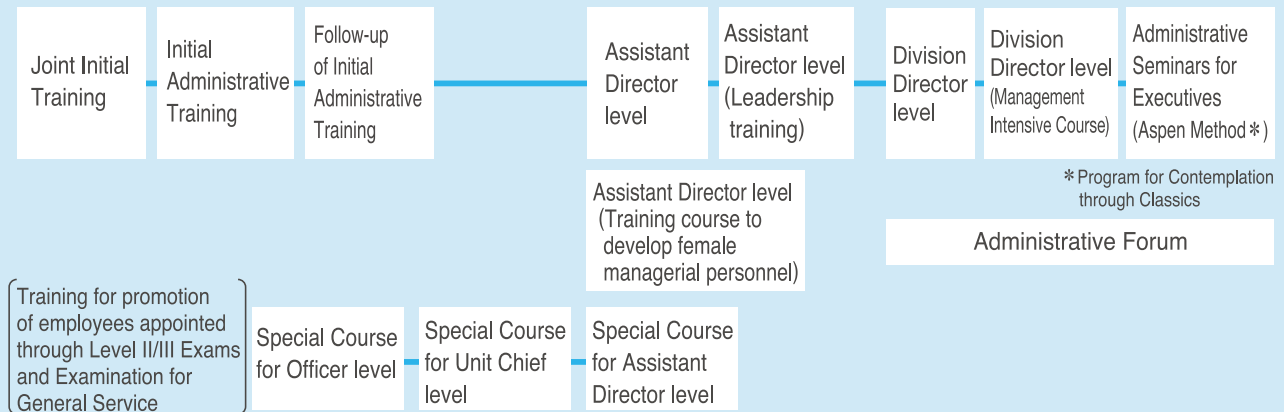 Joint Initial
Training
Initial
Administrative
Training
Follow-up
of Initial
Administrative
Training
Assistant
Director
level
Assistant
Director level
(Leadership
training)
Division
Director
level
Division
Director level
(Management
Intensive Course)
Administrative
Seminars for
Executives
(Aspen Method*)
*Program for Contemplation
through Classics
Assistant Director level
(Training course to
develop female
managerial personnel)
Administrative Forum
Training for promotion
of employees appointed
through Level II/III Exams
and Examination for
General Service
Special Course
for Officer level
Special Course
for Unit Chief
level
Special Course
for Assistant
Director level